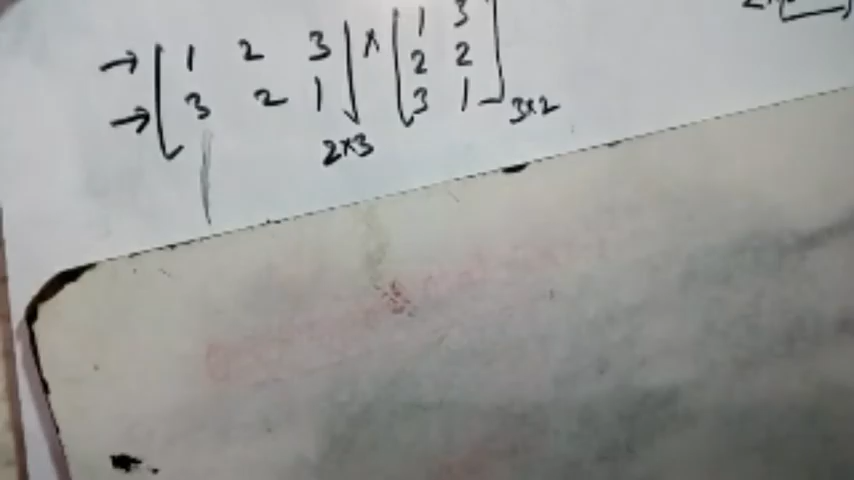 → [ 1 2 3 ] × [ 1 3
→ 3 2 1 2 2
3 1 ]
2×3 3×2